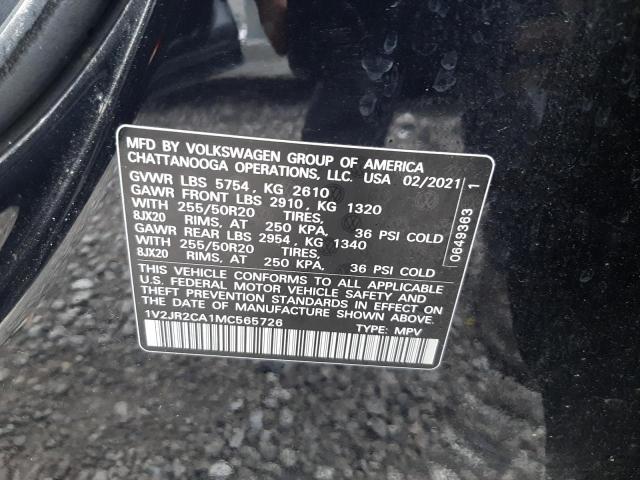 MFD BY VOLKSWAGEN GROUP OF AMERICA
CHATTANOOGA OPERATIONS, LLC. USA 02/2021
GVWR LBS 5754 , KG 2610
GAWR FRONT LBS 2910 , KG 1320
WITH 255/50R20 TIRES,
8JX20 RIMS, AT 250 KPA, 36 PSI COLD
GAWR REAR LBS 2954 , KG 1340
WITH 255/50R20 TIRES,
8JX20 RIMS, AT 250 KPA, 36 PSI COLD
THIS VEHICLE CONFORMS TO ALL APPLICABLE
U.S. FEDERAL MOTOR VEHICLE SAFETY AND
THEFT PREVENTION STANDARDS IN EFFECT ON
THE DATE OF MANUFACTURE SHOWN ABOVE.
1V2JR2CA1MC565726 TYPE: MPV
0649363 1